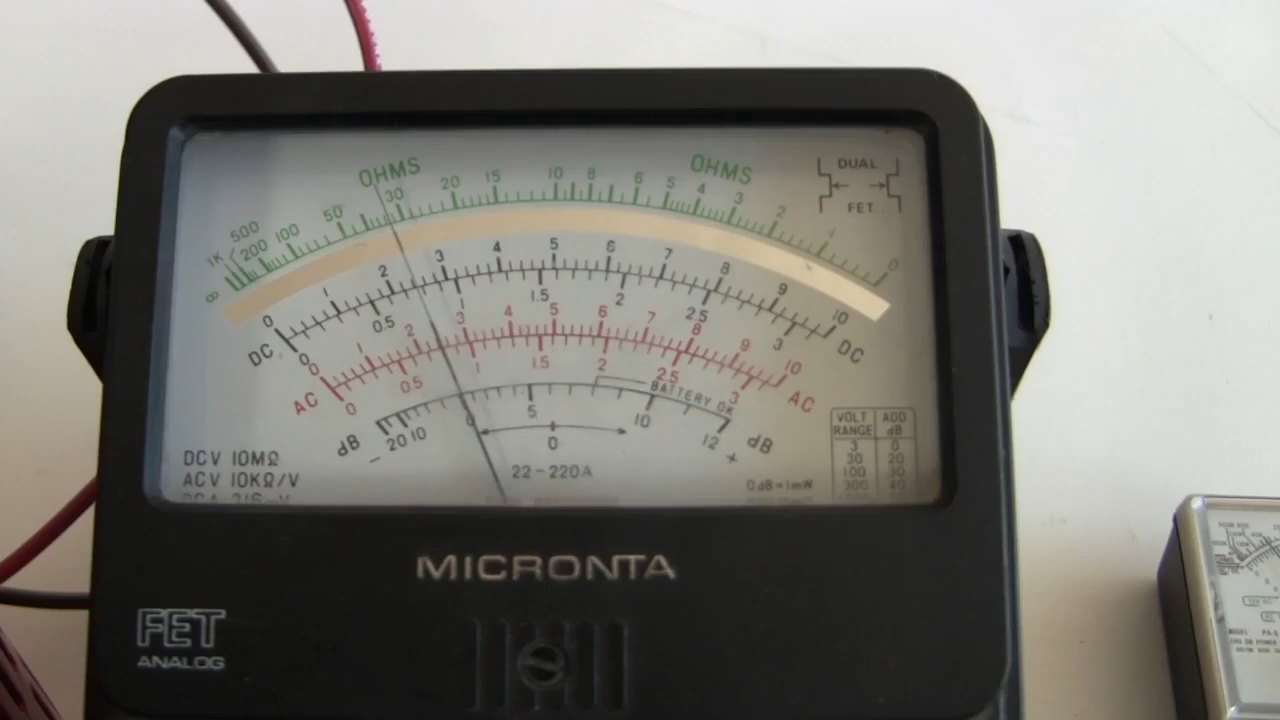 OHMS OHMS
1K 500 200 100 50 30 20 15 10 8 6 5 4 3 2 1 0
∞
DUAL
FET
0 1 2 3 4 5 6 7 8 9 10
DC 0 0.5 1 1.5 2 2.5 3 DC
0 1 2 3 4 5 6 7 8 9 10
AC 0 0.5 1 1.5 2 2.5 3 AC
BATTERY OK
dB 20 10 0 5 10 12 dB
− 0 +
22-220A
DCV 10MΩ
ACV 10KΩ/V
0 dB=1mW
VOLT RANGE ADD dB
3 0
30 20
100 30
300 40
MICRONTA
FET
ANALOG